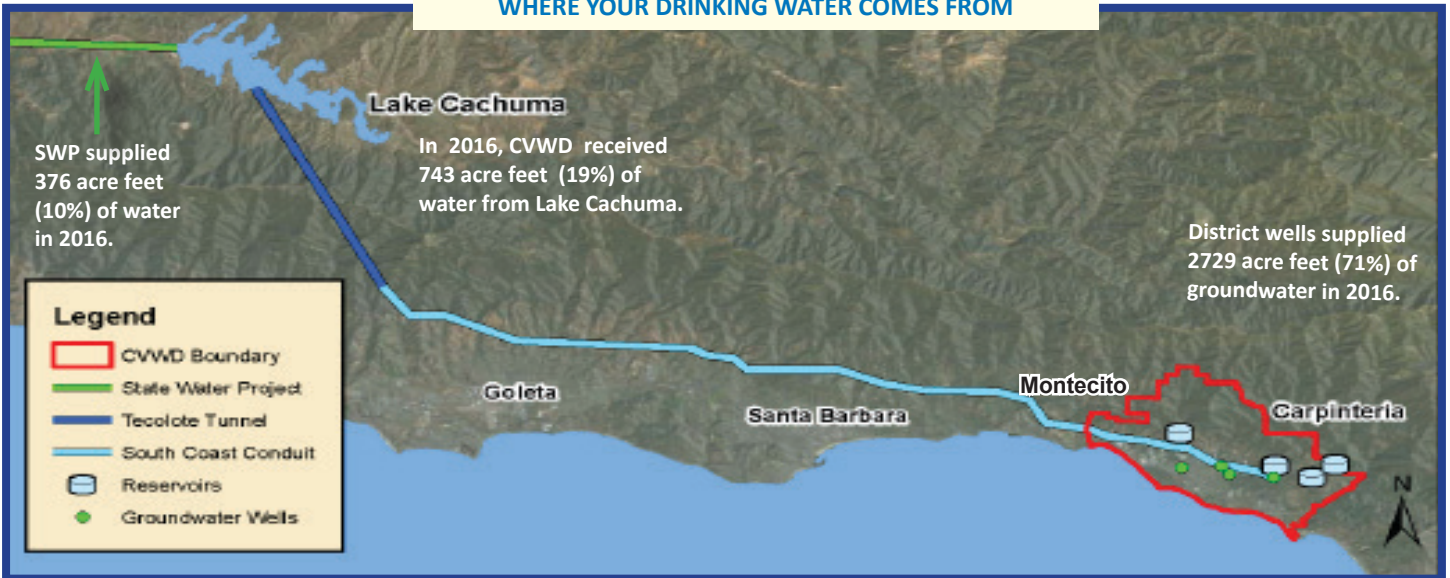 WHERE YOUR DRINKING WATER COMES FROM
Lake Cachuma
SWP supplied
376 acre feet
(10%) of water
in 2016.
In 2016, CVWD received
743 acre feet (19%) of
water from Lake Cachuma.
District wells supplied
2729 acre feet (71%) of
groundwater in 2016.
Legend
CVWD Boundary
State Water Project
Tecolote Tunnel
South Coast Conduit
Reservoirs
Groundwater Wells
Goleta
Santa Barbara
Montecito
Carpinteria
N